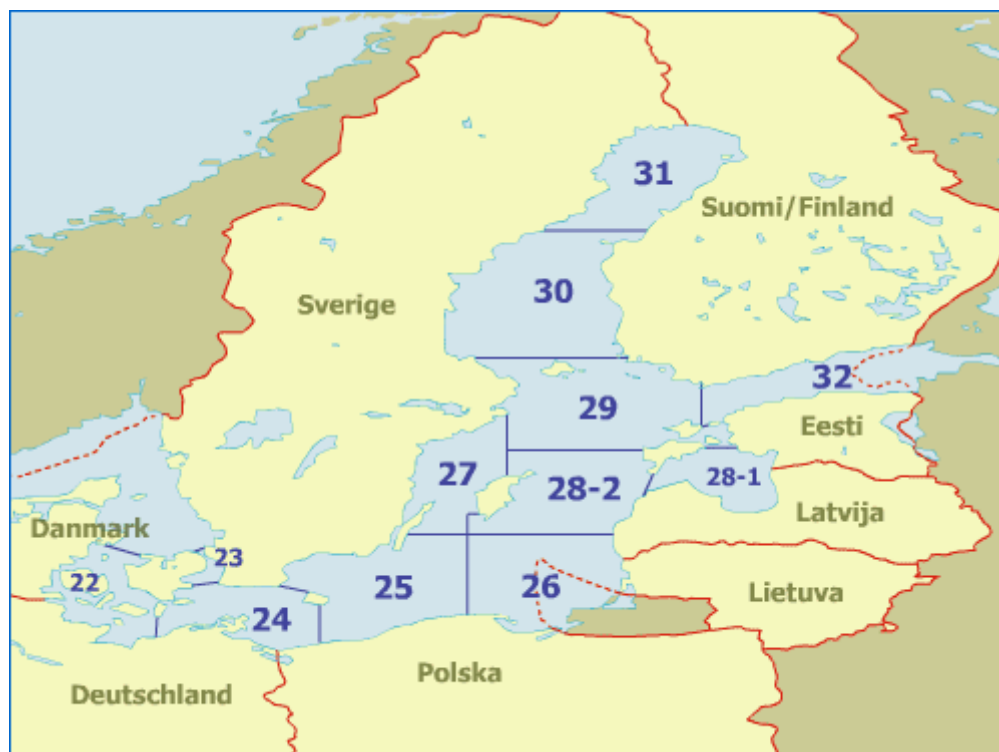 31
Suomi/Finland
30
Sverige
32
29
Eesti
27
28-2
28-1
Latvija
Danmark
23
22
25
26
Lietuva
24
Polska
Deutschland